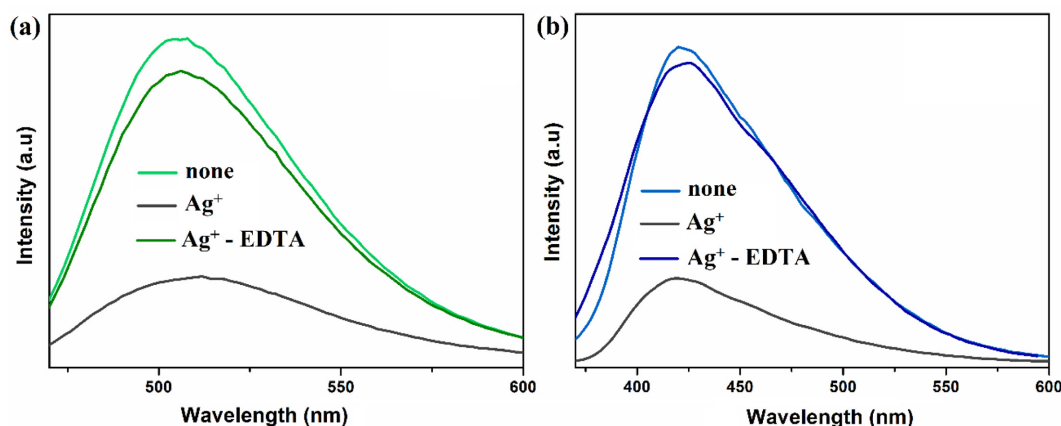 (a)
Intensity (a.u)
none
Ag⁺
Ag⁺ - EDTA
500
550
600
Wavelength (nm)
(b)
Intensity (a.u)
none
Ag⁺
Ag⁺ - EDTA
400
450
500
550
600
Wavelength (nm)